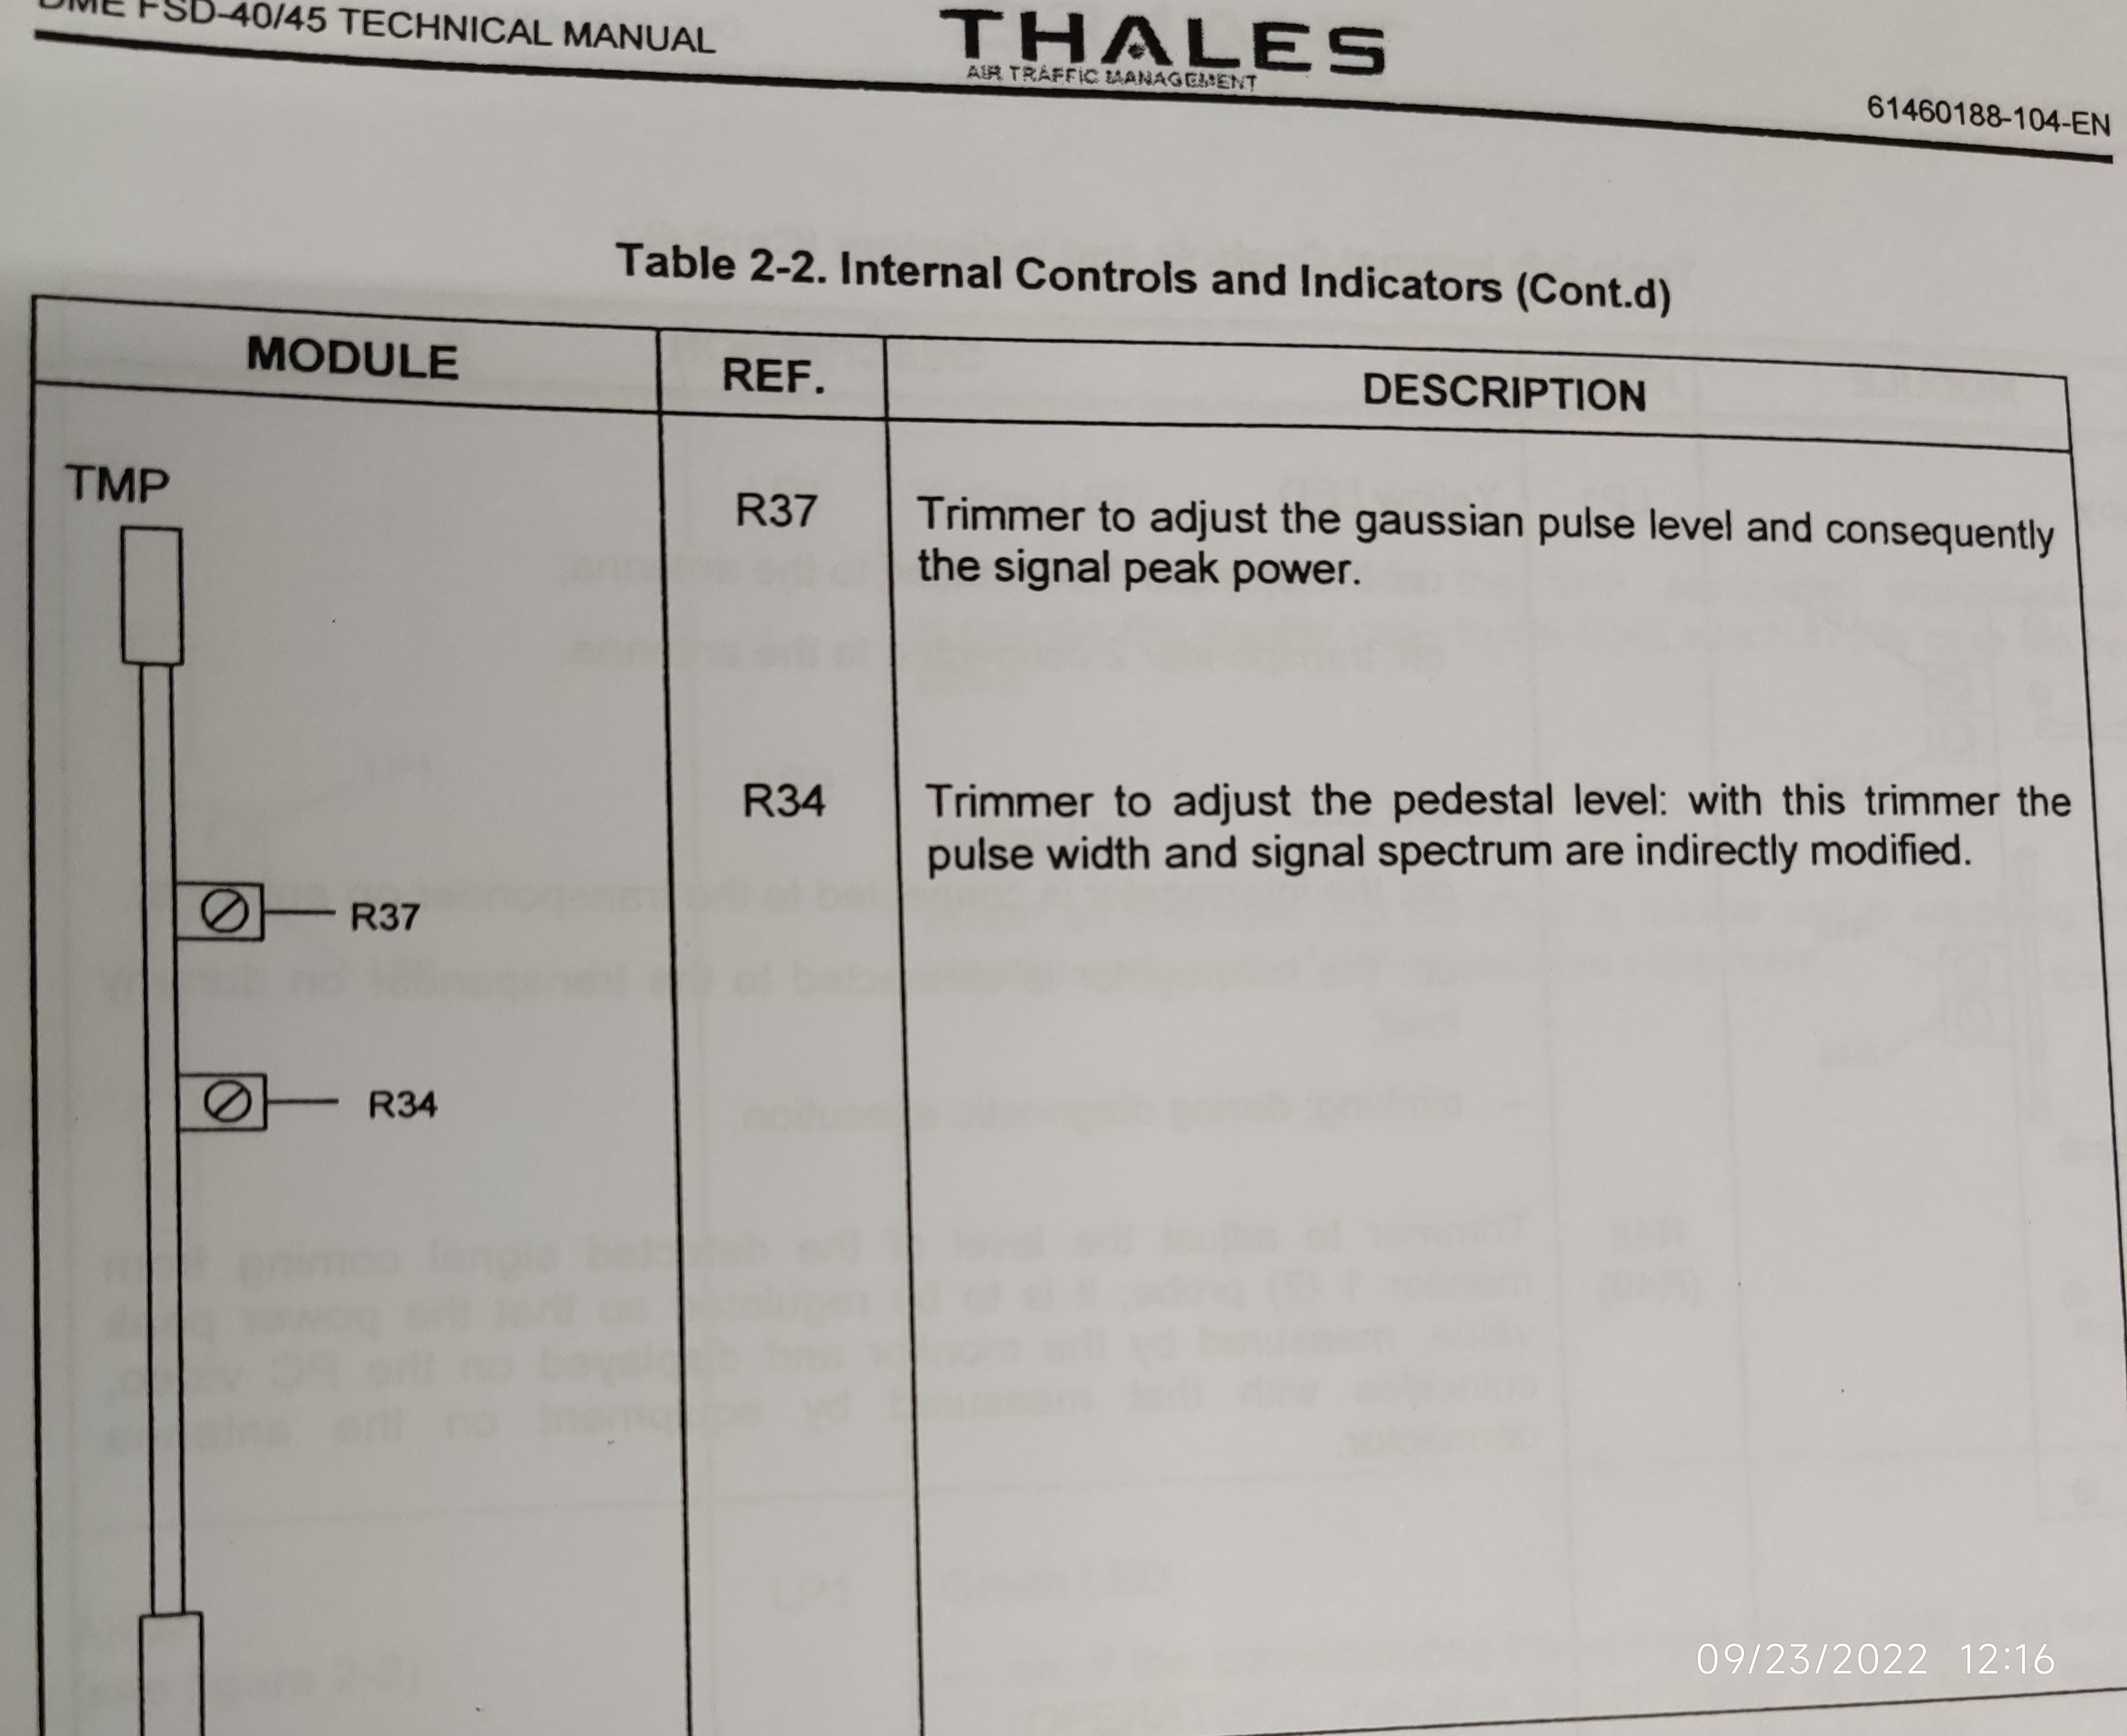 DME FSD-40/45 TECHNICAL MANUAL
THALES
AIR TRAFFIC MANAGEMENT
61460188-104-EN
Table 2-2. Internal Controls and Indicators (Cont.d)
MODULE
REF.
DESCRIPTION
TMP
R37
Trimmer to adjust the gaussian pulse level and consequently
the signal peak power.
R34
Trimmer to adjust the pedestal level: with this trimmer the
pulse width and signal spectrum are indirectly modified.
R37
R34
09/23/2022 12:16